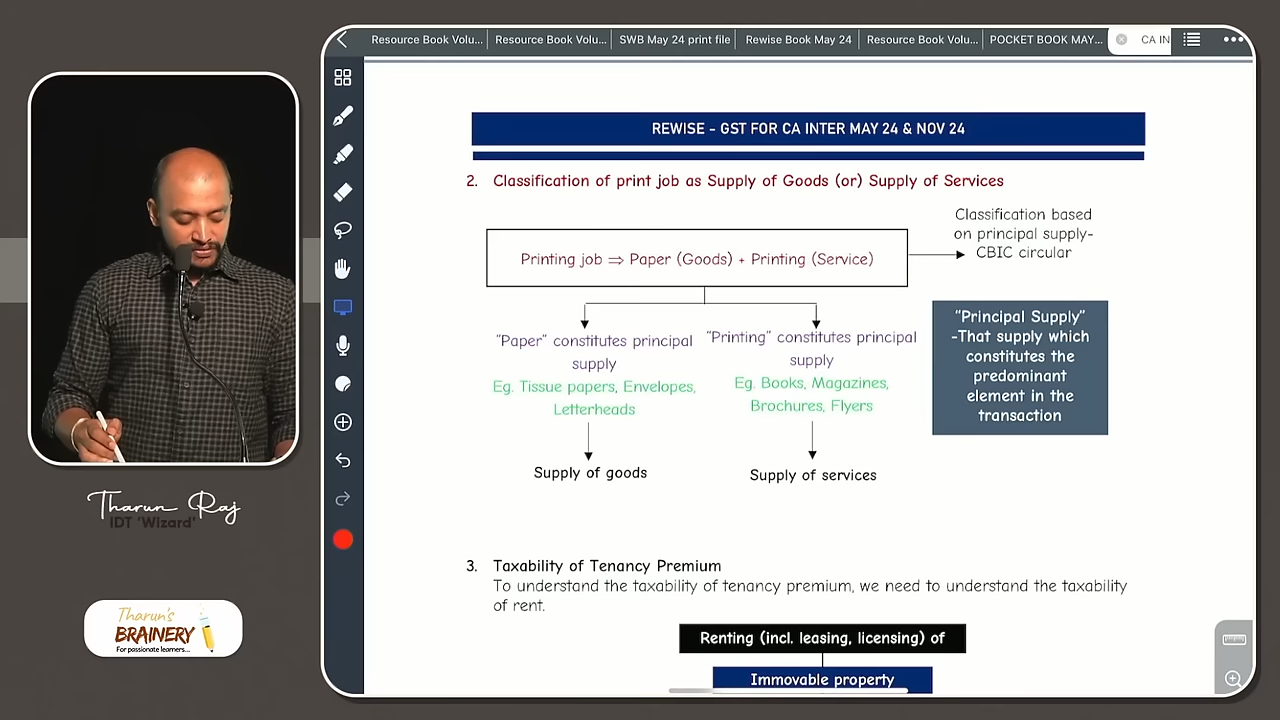 Resource Book Volu...
Resource Book Volu...
SWB May 24 print file
Rewise Book May 24
Resource Book Volu...
POCKET BOOK MAY...
CA IN
REWISE - GST FOR CA INTER MAY 24 & NOV 24
2. Classification of print job as Supply of Goods (or) Supply of Services
Classification based
on principal supply-
CBIC circular
Printing job ⇒ Paper (Goods) + Printing (Service)
"Paper" constitutes principal
supply
Eg. Tissue papers, Envelopes,
Letterheads
Supply of goods
"Printing" constitutes principal
supply
Eg. Books, Magazines,
Brochures, Flyers
Supply of services
"Principal Supply"
-That supply which
constitutes the
predominant
element in the
transaction
3. Taxability of Tenancy Premium
To understand the taxability of tenancy premium, we need to understand the taxability
of rent.
Renting (incl. leasing, licensing) of
Immovable property
Tharun Raj
IDT 'Wizard'
Tharun's
BRAINERY
For passionate learners...